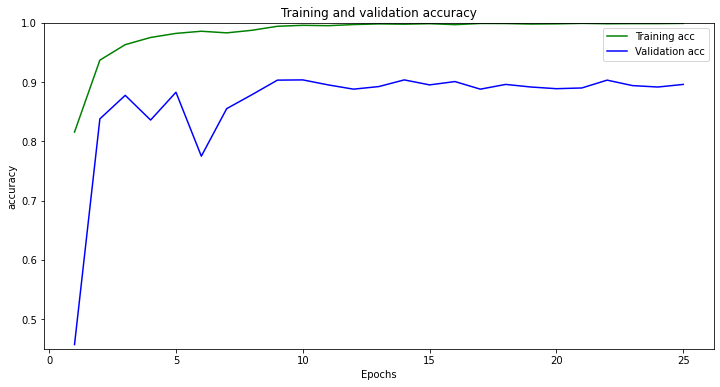 Training and validation accuracy
Training acc
Validation acc
accuracy
1.0
0.9
0.8
0.7
0.6
0.5
0
5
10
15
20
25
Epochs